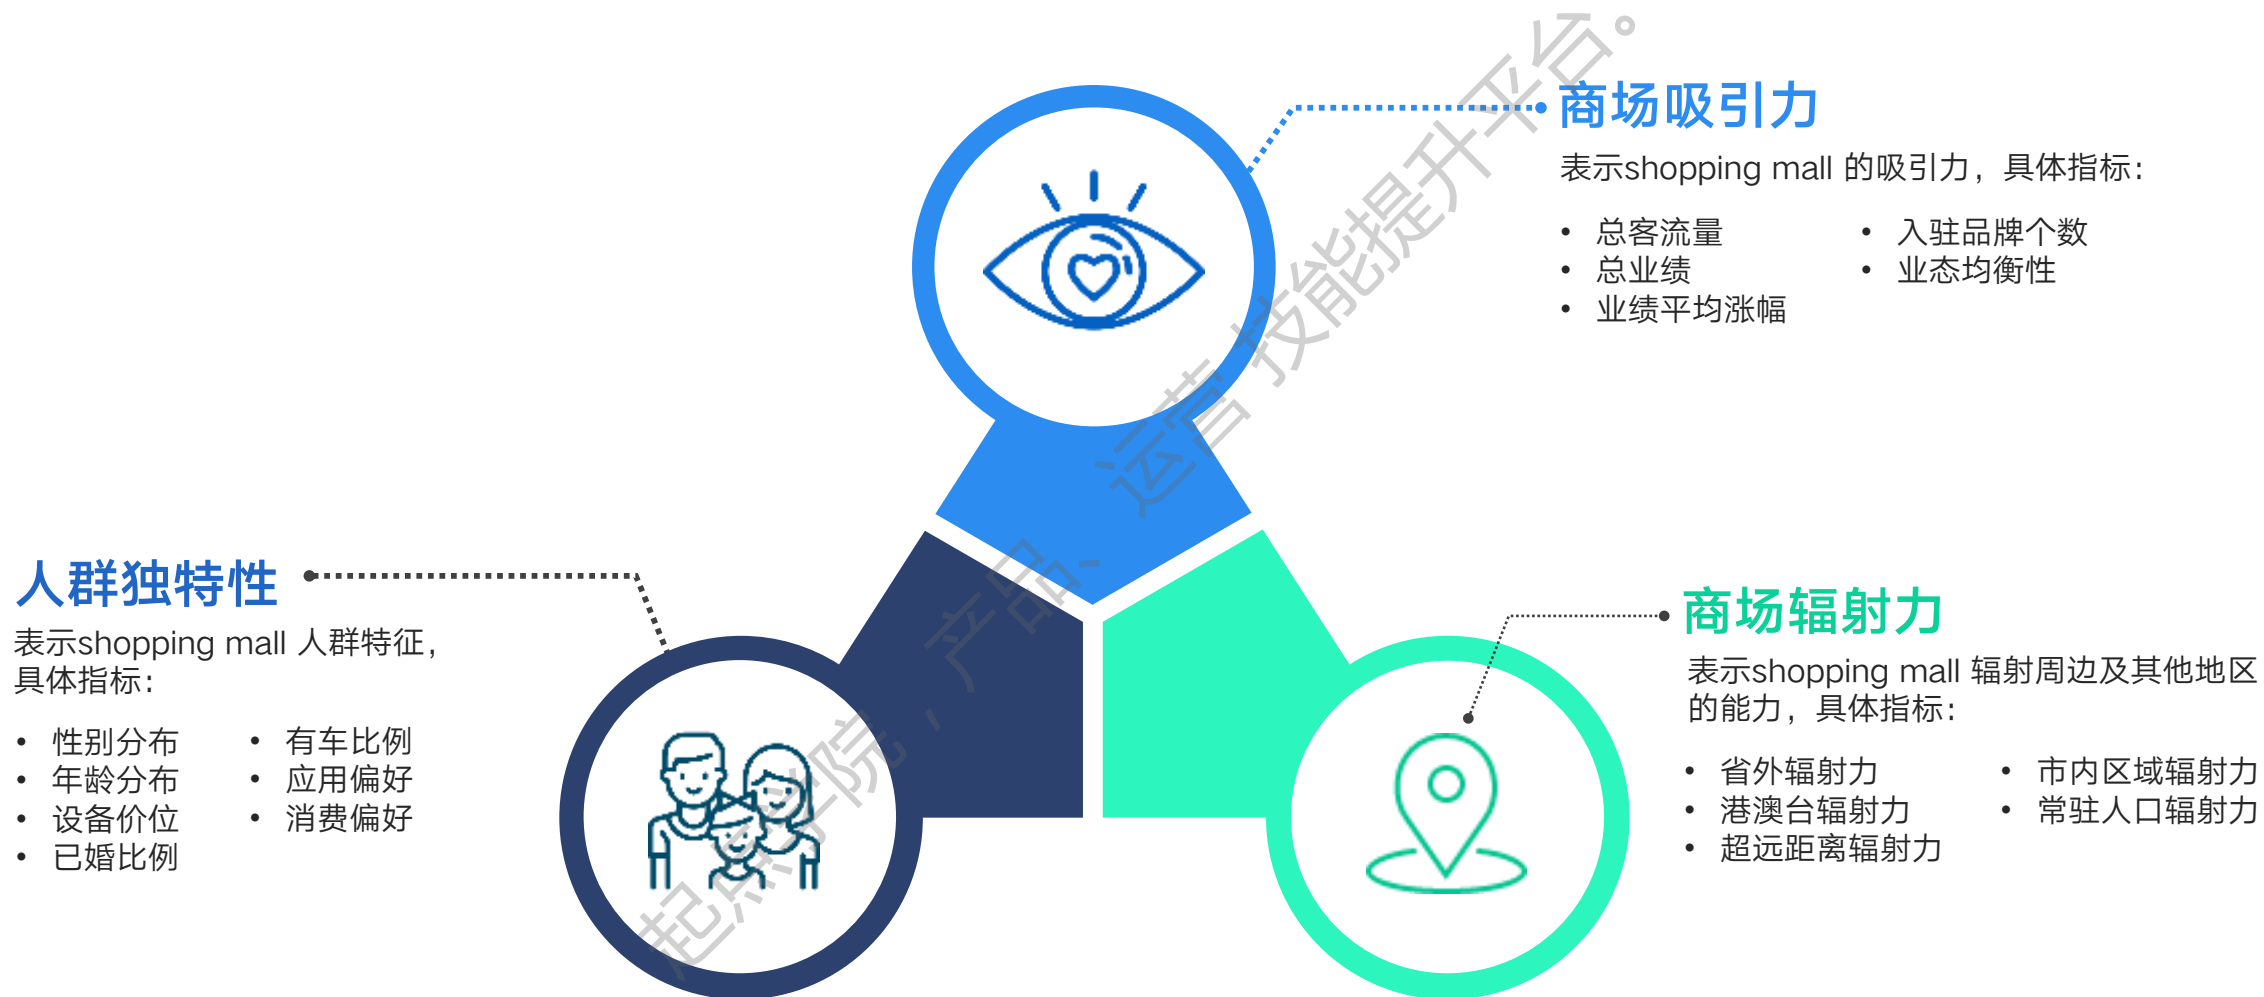 商场吸引力
表示shopping mall 的吸引力，具体指标：
• 总客流量
• 总业绩
• 业绩平均涨幅
• 入驻品牌个数
• 业态均衡性
人群独特性
表示shopping mall 人群特征，
具体指标：
• 性别分布
• 年龄分布
• 设备价位
• 已婚比例
• 有车比例
• 应用偏好
• 消费偏好
商场辐射力
表示shopping mall 辐射周边及其他地区
的能力，具体指标：
• 省外辐射力
• 港澳台辐射力
• 超远距离辐射力
• 市内区域辐射力
• 常驻人口辐射力
起点学院，产品、运营 技能提升平台。